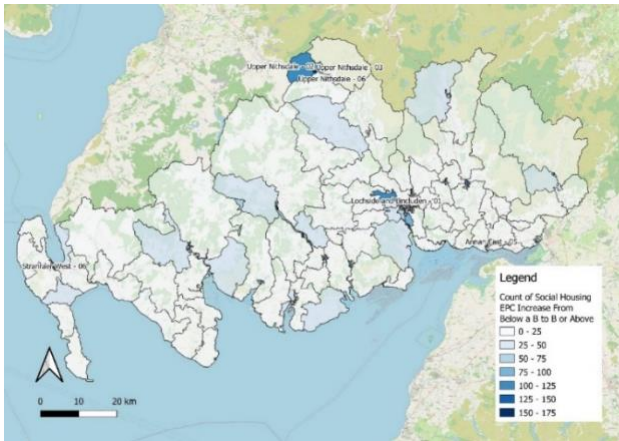 Upper Nithsdale - 03
Upper Nithsdale - 06
Lochside and Lincluden - 01
Annan East - 05
Stranraer West - 06
Legend
Count of Social Housing
EPC Increase From
Below a B to B or Above
0 - 25
25 - 50
50 - 75
75 - 100
100 - 125
125 - 150
150 - 175
0 10 20 km